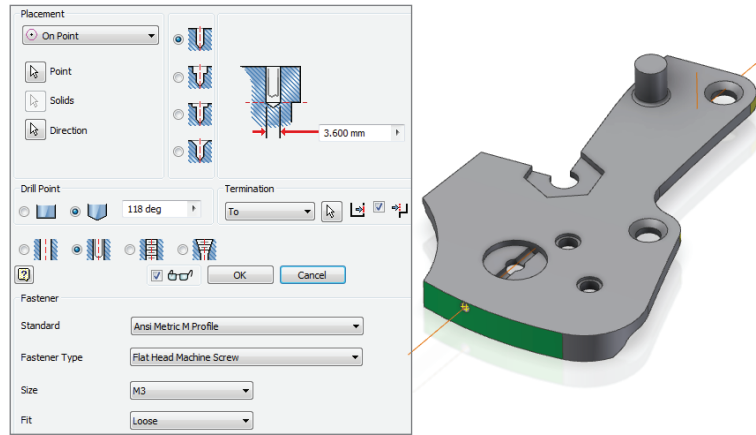 Placement
On Point
Point
Solids
Direction
3.600 mm
Drill Point
118 deg
Termination
To
?
OK
Cancel
Fastener
Standard
Ansi Metric M Profile
Fastener Type
Flat Head Machine Screw
Size
M3
Fit
Loose